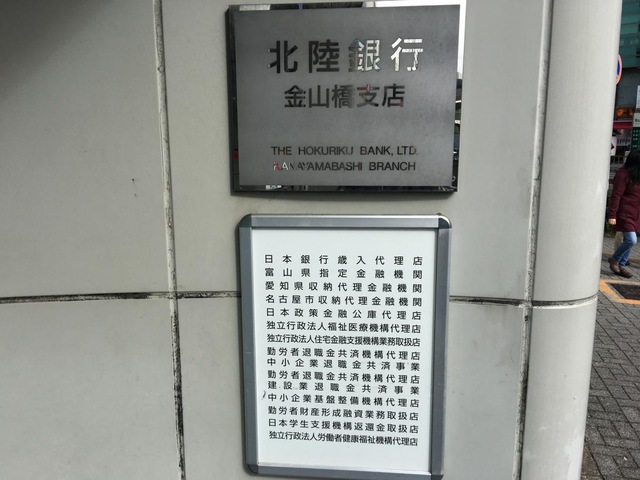 北陸銀行
金山橋支店
THE HOKURIKU BANK, LTD.
KANAYAMABASHI BRANCH
日本銀行歳入代理店
富山県指定金融機関
愛知県収納代理金融機関
名古屋市収納代理金融機関
日本政策金融公庫代理店
独立行政法人福祉医療機構代理店
独立行政法人住宅金融支援機構業務取扱店
勤労者退職金共済機構代理店
中小企業退職金共済事業
勤労者退職金共済機構代理店
建設業退職金共済事業
中小企業基盤整備機構代理店
勤労者財産形成融資業務取扱店
日本学生支援機構返還金取扱店
独立行政法人労働者健康福祉機構代理店